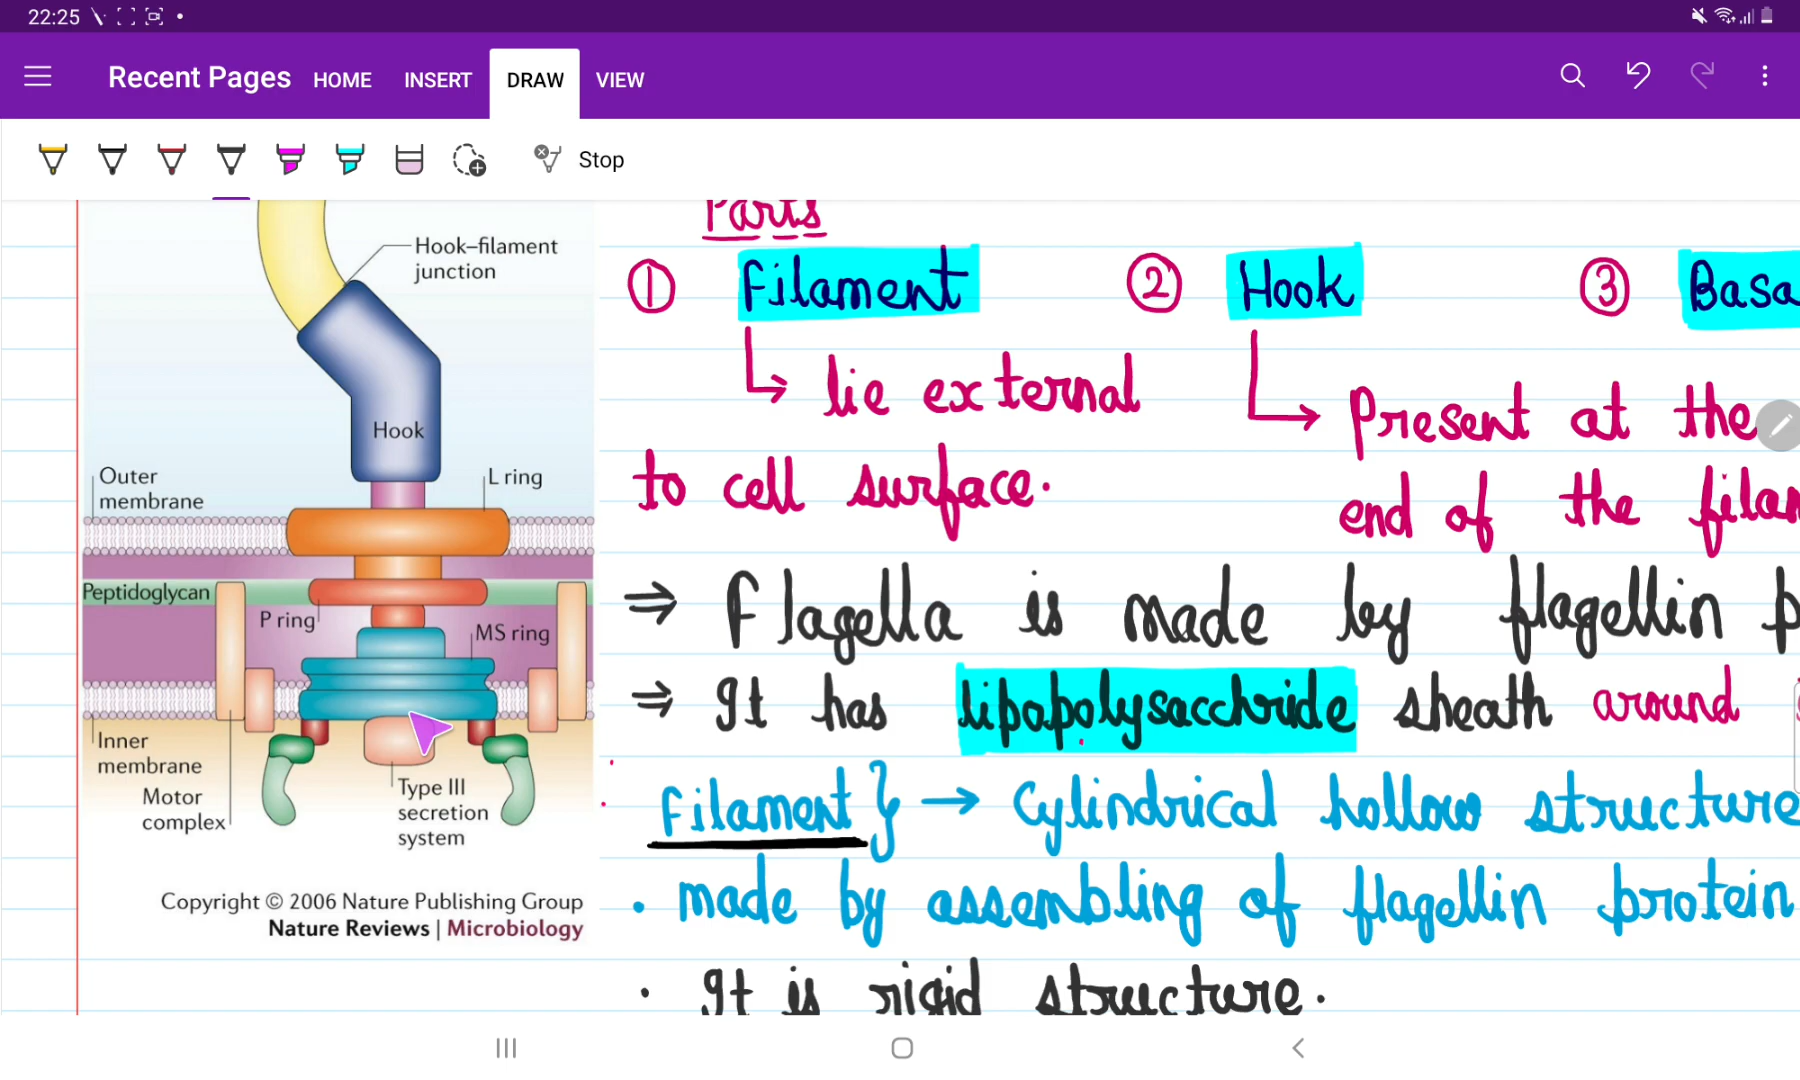 22:25
Recent Pages HOME INSERT DRAW VIEW
Stop
Hook–filament
junction
Hook
Outer
membrane
L ring
Peptidoglycan
P ring
MS ring
Inner
membrane
Motor
complex
Type III
secretion
system
Copyright © 2006 Nature Publishing Group
Nature Reviews | Microbiology
Parts
① Filament ② Hook ③ Basa
↳ lie external
to cell surface.
↳ Present at the
end of the filam
⇒ Flagella is made by flagellin p
⇒ It has lipopolysacchride sheath around
Filament } → Cylindrical hollow structure
• made by assembling of flagellin protein
• It is rigid structure.